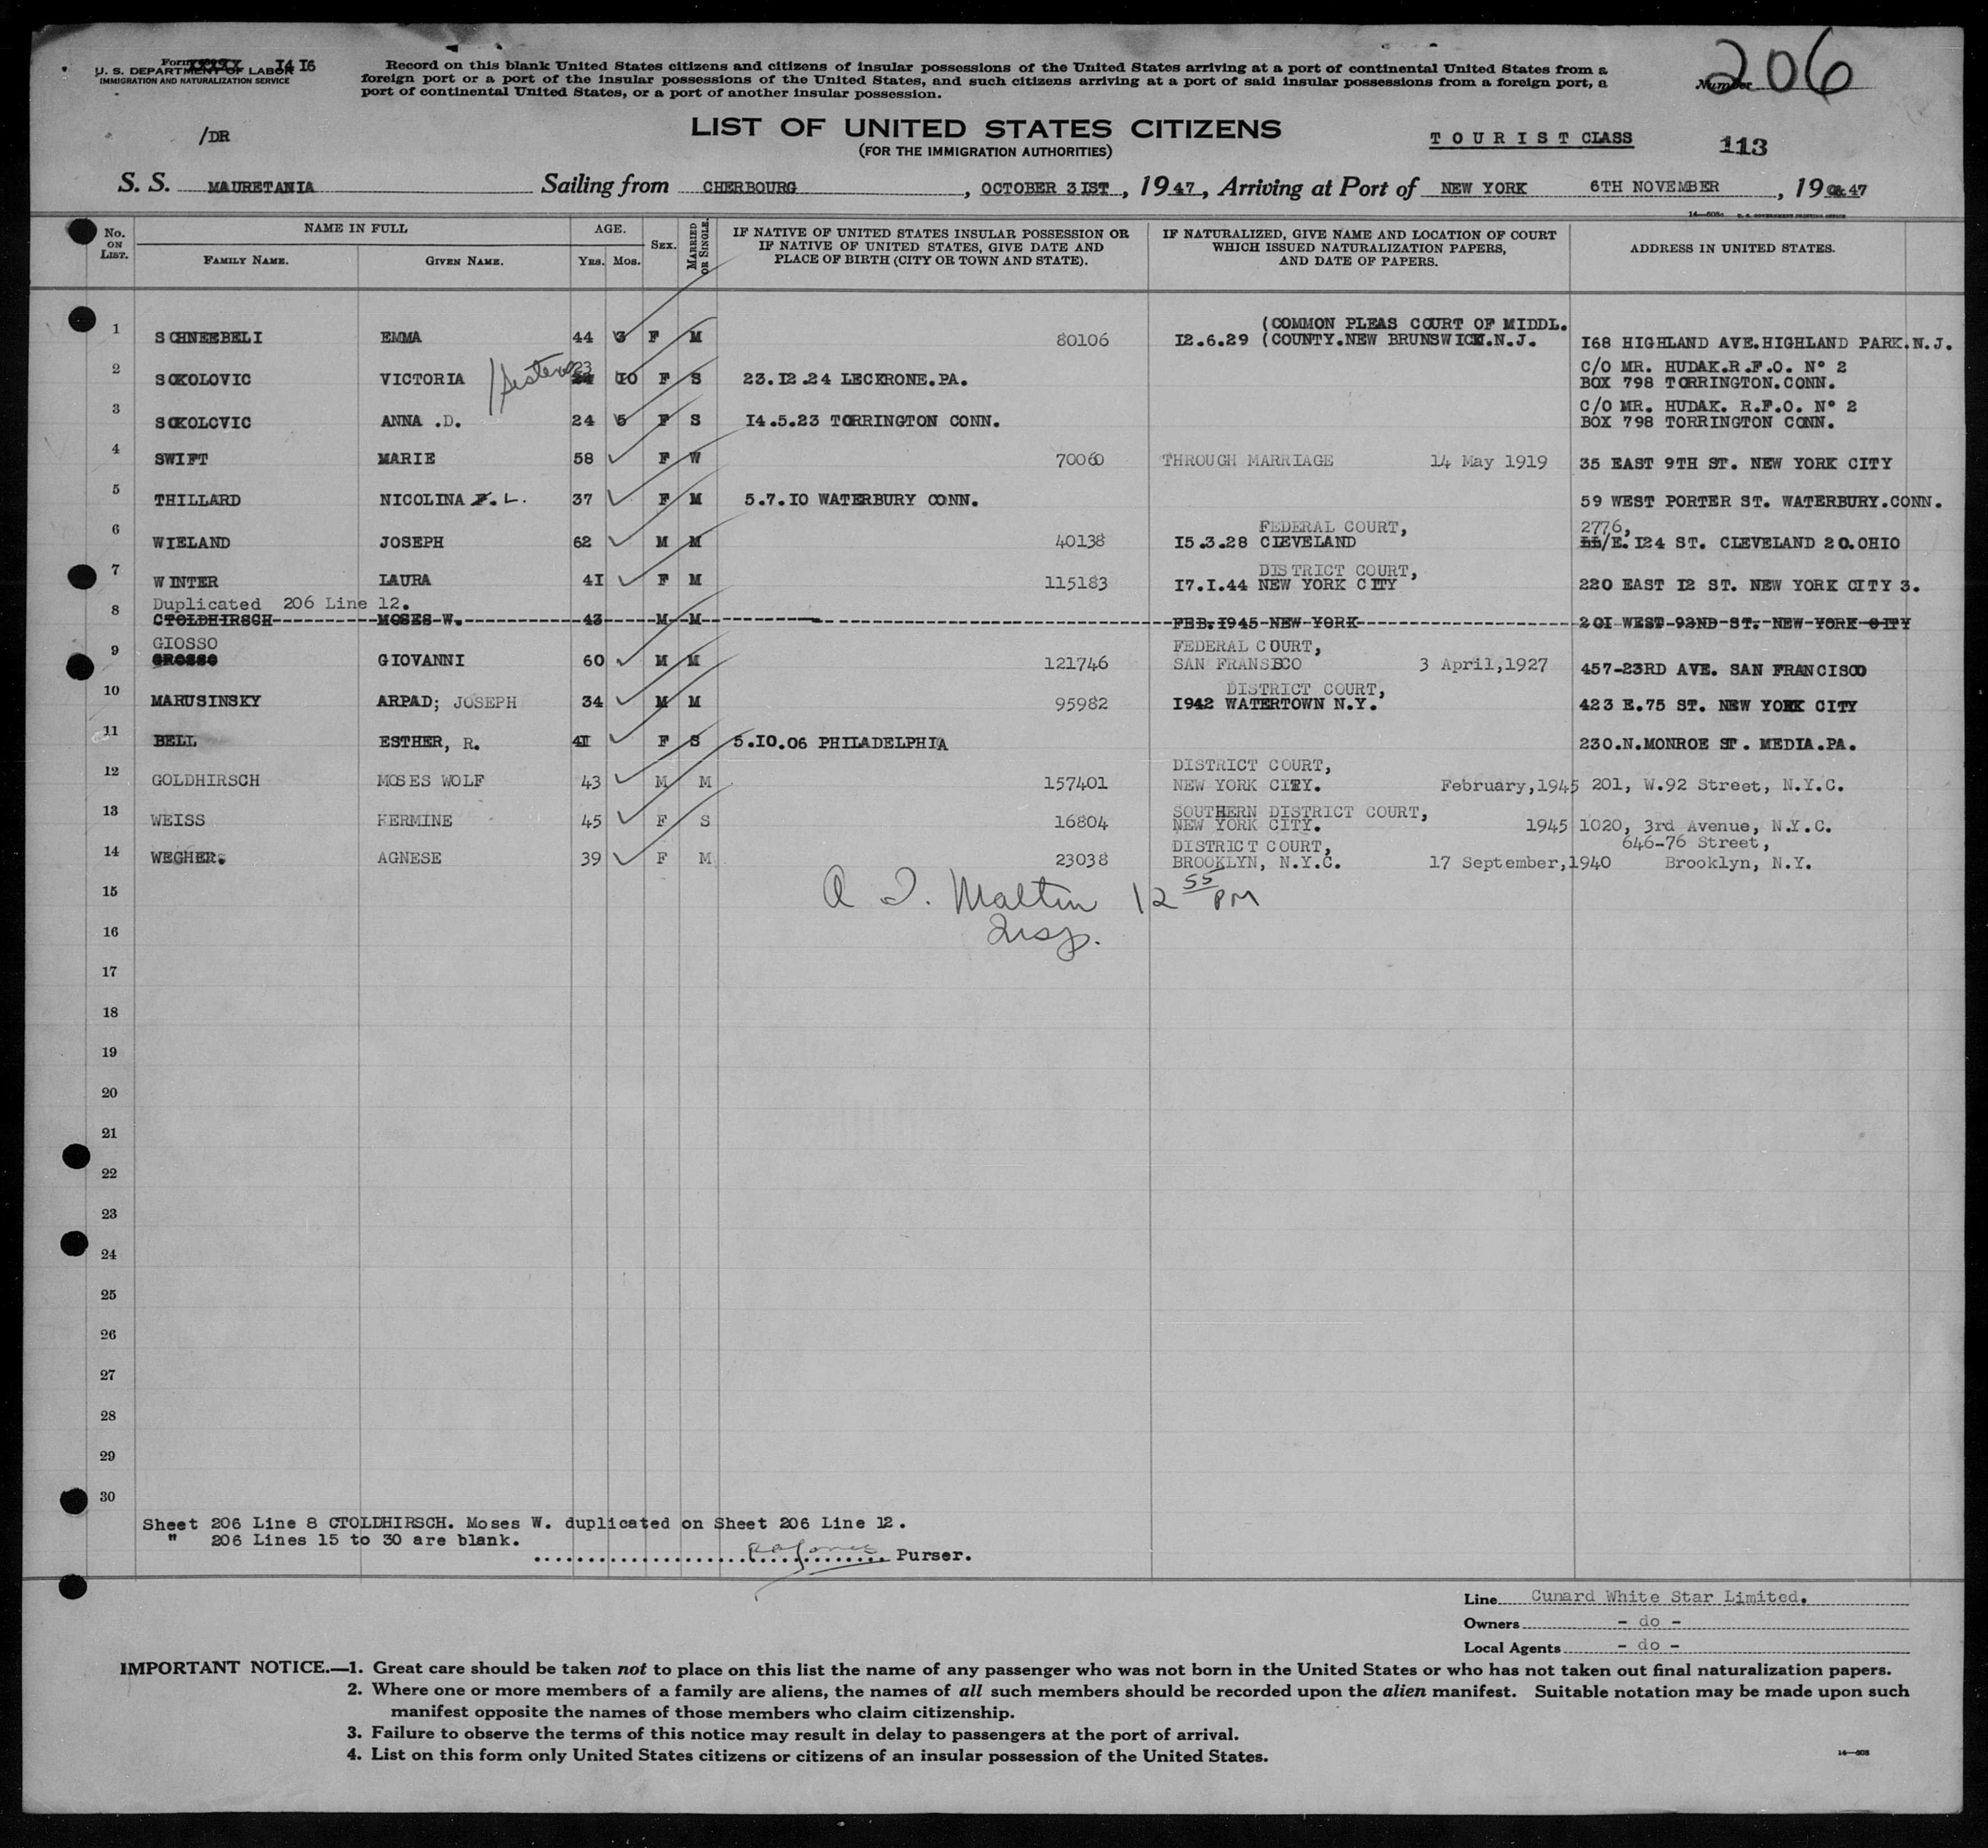 Form I416
U. S. DEPARTMENT OF LABOR
IMMIGRATION AND NATURALIZATION SERVICE
Record on this blank United States citizens and citizens of insular possessions of the United States arriving at a port of continental United States from a
foreign port or a port of the insular possessions of the United States, and such citizens arriving at a port of said insular possessions from a foreign port, a
port of continental United States, or a port of another insular possession.
Number 206
/DR
LIST OF UNITED STATES CITIZENS
(FOR THE IMMIGRATION AUTHORITIES)
TOURIST CLASS
113
S. S. MAURETANIA Sailing from CHERBOURG, OCTOBER 3IST, 1947, Arriving at Port of NEW YORK 6TH NOVEMBER, 1947
No. ON LIST.
NAME IN FULL
FAMILY NAME. GIVEN NAME.
AGE.
YRS. MOS.
SEX.
MARRIED OR SINGLE.
IF NATIVE OF UNITED STATES INSULAR POSSESSION OR
IF NATIVE OF UNITED STATES, GIVE DATE AND
PLACE OF BIRTH (CITY OR TOWN AND STATE).
IF NATURALIZED, GIVE NAME AND LOCATION OF COURT
WHICH ISSUED NATURALIZATION PAPERS,
AND DATE OF PAPERS.
ADDRESS IN UNITED STATES.
1 SCHNEEBELI EMMA 44 3 F M 80106 I2.6.29 (COMMON PLEAS COURT OF MIDDL.
(COUNTY.NEW BRUNSWICK.N.J. I68 HIGHLAND AVE.HIGHLAND PARK.N.J.
2 SOKOLOVIC VICTORIA Sisters 23 10 F S 23.I2.24 LECKRONE.PA. C/O MR. HUDAK.R.F.O. N° 2
BOX 798 TORRINGTON.CONN.
3 SOKOLCVIC ANNA .D. 24 5 F S I4.5.23 TORRINGTON CONN. C/O MR. HUDAK. R.F.O. N° 2
BOX 798 TORRINGTON CONN.
4 SWIFT MARIE 58 F W 70060 THROUGH MARRIAGE 14 May 1919 35 EAST 9TH ST. NEW YORK CITY
5 THILLARD NICOLINA F. L. 37 F M 5.7.IO WATERBURY CONN. 59 WEST PORTER ST. WATERBURY.CONN.
6 WIELAND JOSEPH 62 M M 40138 I5.3.28 FEDERAL COURT,
CLEVELAND 2776,
/E. I24 ST. CLEVELAND 20.OHIO
7 WINTER LAURA 4I F M 115183 I7.I.44 DISTRICT COURT,
NEW YORK CITY 220 EAST I2 ST. NEW YORK CITY 3.
Duplicated 206 Line 12.
8 CTOLDHIRSCH MOSES W. 43 M M FEB.I945 NEW YORK 20I WEST 92ND ST. NEW YORK CITY
GIOSSO
9 GROSSO GIOVANNI 60 M M 121746 FEDERAL COURT,
SAN FRANSISCO 3 April,1927 457-23RD AVE. SAN FRANCISCO
10 MARUSINSKY ARPAD; JOSEPH 34 M M 95982 DISTRICT COURT,
I942 WATERTOWN N.Y. 423 E.75 ST. NEW YORK CITY
11 BELL ESTHER, R. 4I F S 5.IO.06 PHILADELPHIA 230.N.MONROE ST. MEDIA.PA.
12 GOLDHIRSCH MOSES WOLF 43 M M 157401 DISTRICT COURT,
NEW YORK CITY. February,1945 201, W.92 Street, N.Y.C.
13 WEISS HERMINE 45 F S 16804 SOUTHERN DISTRICT COURT,
NEW YORK CITY. 1945 1020, 3rd Avenue, N.Y.C.
14 WEGHER. AGNESE 39 F M 23038 DISTRICT COURT,
BROOKLYN, N.Y.C. 17 September,1940 646-76 Street,
Brooklyn, N.Y.
15
A I. Maltin 12 55 PM
Insp.
16
17
18
19
20
21
22
23
24
25
26
27
28
29
30
Sheet 206 Line 8 CTOLDHIRSCH. Moses W. duplicated on Sheet 206 Line 12.
" 206 Lines 15 to 30 are blank.
Purser.
Line Cunard White Star Limited.
Owners - do -
Local Agents - do -
IMPORTANT NOTICE.—1. Great care should be taken not to place on this list the name of any passenger who was not born in the United States or who has not taken out final naturalization papers.
2. Where one or more members of a family are aliens, the names of all such members should be recorded upon the alien manifest. Suitable notation may be made upon such
manifest opposite the names of those members who claim citizenship.
3. Failure to observe the terms of this notice may result in delay to passengers at the port of arrival.
4. List on this form only United States citizens or citizens of an insular possession of the United States.